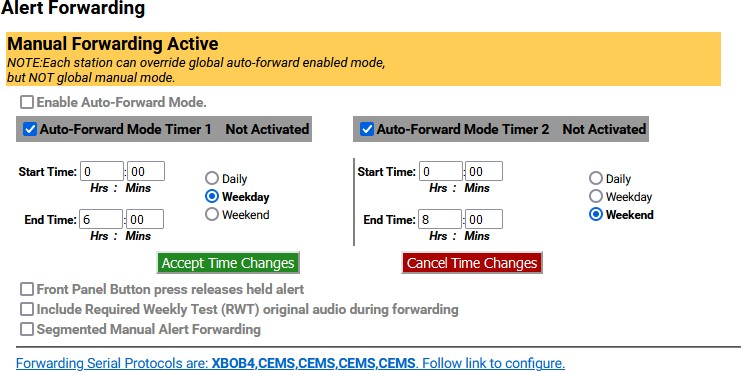 Alert Forwarding
Manual Forwarding Active
NOTE:Each station can override global auto-forward enabled mode,
but NOT global manual mode.
Enable Auto-Forward Mode.
Auto-Forward Mode Timer 1 Not Activated
Start Time: 0 : 00
Hrs : Mins
End Time: 6 : 00
Hrs : Mins
Daily
Weekday
Weekend
Auto-Forward Mode Timer 2 Not Activated
Start Time: 0 : 00
Hrs : Mins
End Time: 8 : 00
Hrs : Mins
Daily
Weekday
Weekend
Accept Time Changes
Cancel Time Changes
Front Panel Button press releases held alert
Include Required Weekly Test (RWT) original audio during forwarding
Segmented Manual Alert Forwarding
Forwarding Serial Protocols are: XBOB4,CEMS,CEMS,CEMS,CEMS. Follow link to configure.